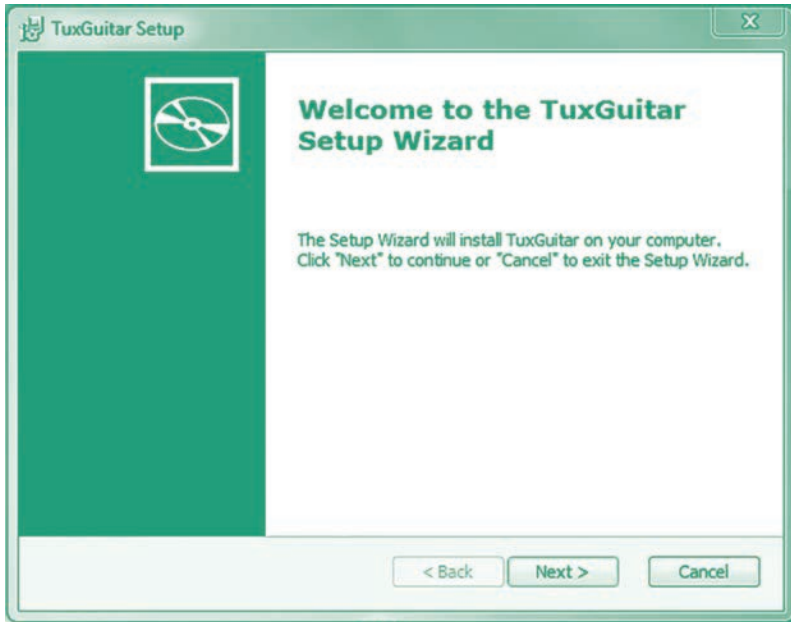 TuxGuitar Setup
Welcome to the TuxGuitar
Setup Wizard
The Setup Wizard will install TuxGuitar on your computer.
Click "Next" to continue or "Cancel" to exit the Setup Wizard.
< Back Next > Cancel